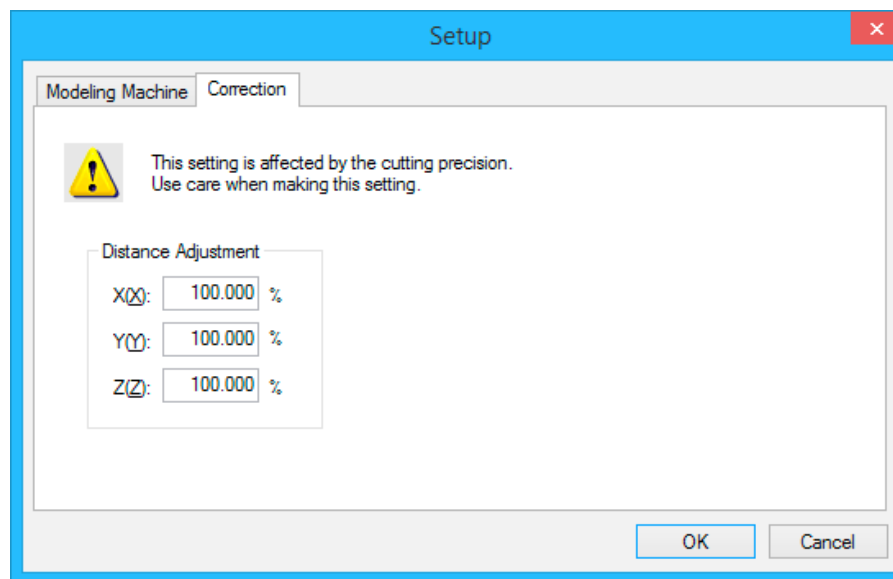 Setup
Modeling Machine Correction
This setting is affected by the cutting precision.
Use care when making this setting.
Distance Adjustment
X(X): 100.000 %
Y(Y): 100.000 %
Z(Z): 100.000 %
OK Cancel